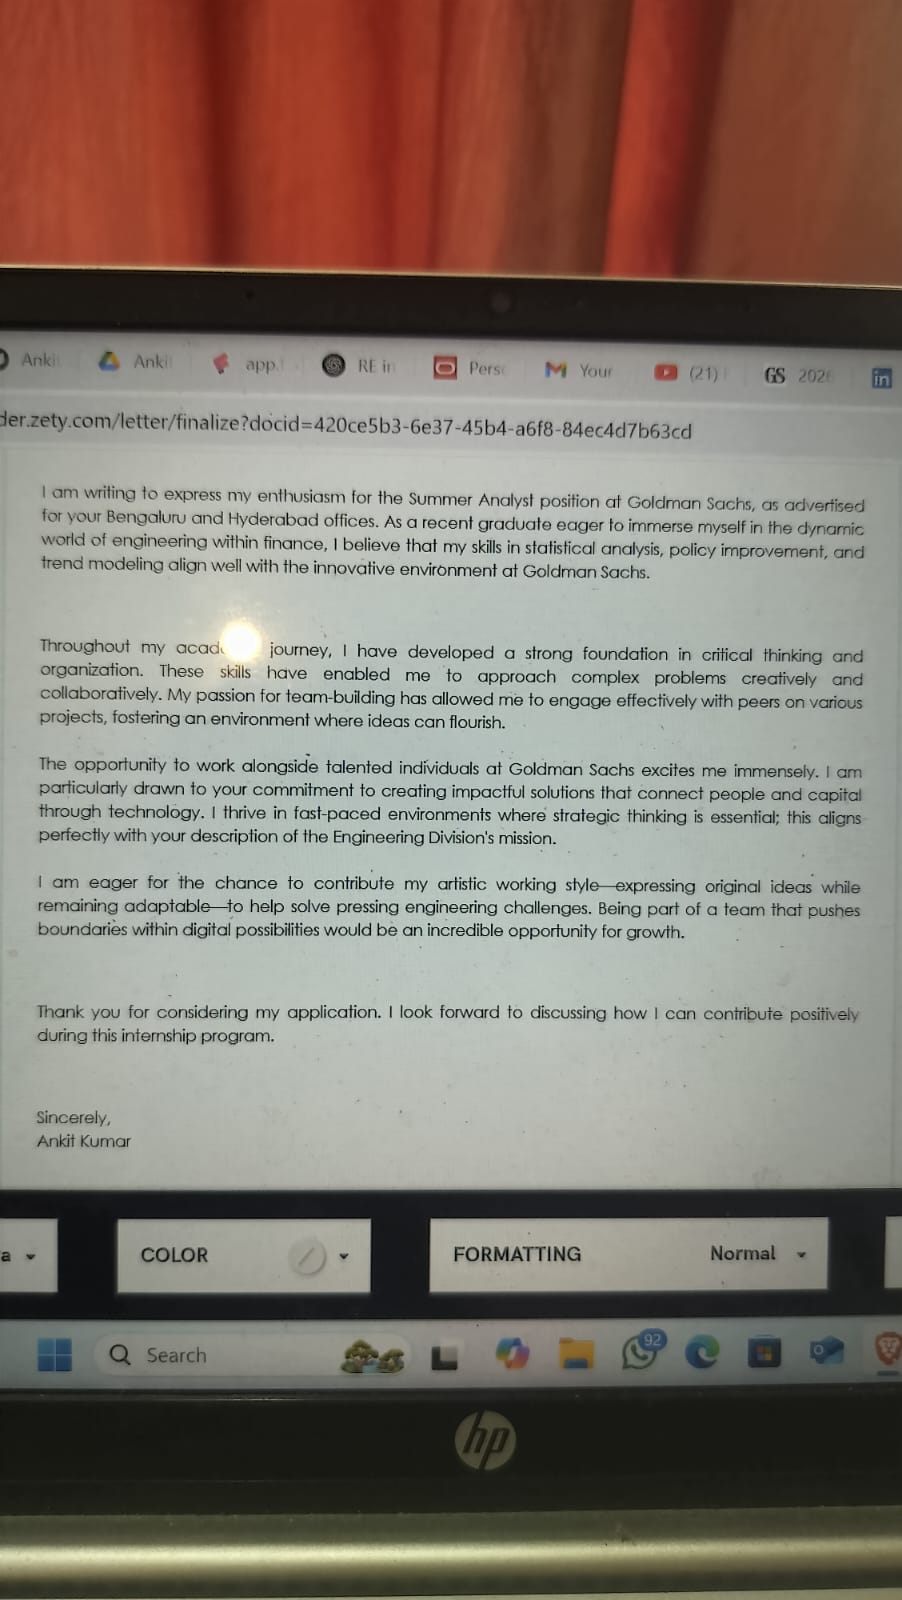 Anki
Anki
app.
RE in
Pers
Your
(21)
GS
in
der.zety.com/letter/finalize?docid=420ce5b3-6e37-45b4-a6f8-84ec4d7b63cd
I am writing to express my enthusiasm for the Summer Analyst position at Goldman Sachs, as advertised
for your Bengaluru and Hyderabad offices. As a recent graduate eager to immerse myself in the dynamic
world of engineering within finance, I believe that my skills in statistical analysis, policy improvement, and
trend modeling align well with the innovative environment at Goldman Sachs.
Throughout my journey, I have developed a strong foundation in critical thinking and
organization. These skills have enabled me to approach complex problems creatively and
collaboratively. My passion for team-building has allowed me to engage effectively with peers on various
projects, fostering an environment where ideas can flourish.
The opportunity to work alongside talented individuals at Goldman Sachs excites me immensely. I am
particularly drawn to your commitment to creating impactful solutions that connect people and capital
through technology. I thrive in fast-paced environments where strategic thinking is essential; this aligns
perfectly with your description of the Engineering Division's mission.
I am eager for the chance to contribute my artistic working style—expressing original ideas while
remaining adaptable—to help solve pressing engineering challenges. Being part of a team that pushes
boundaries within digital possibilities would be an incredible opportunity for growth.
Thank you for considering my application. I look forward to discussing how I can contribute positively
during this internship program.
Sincerely,
Ankit Kumar
a
COLOR
FORMATTING
Normal
Search
92
hp